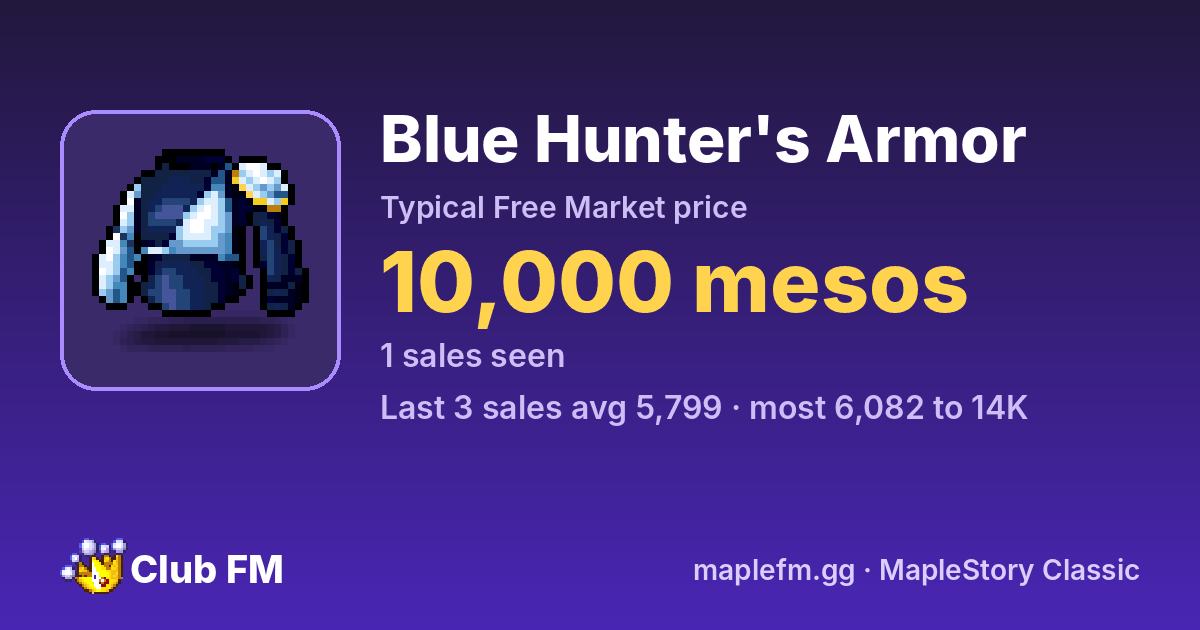 Blue Hunter's Armor
Typical Free Market price
10,000 mesos
1 sales seen
Last 3 sales avg 5,799 · most 6,082 to 14K
Club FM
maplefm.gg · MapleStory Classic